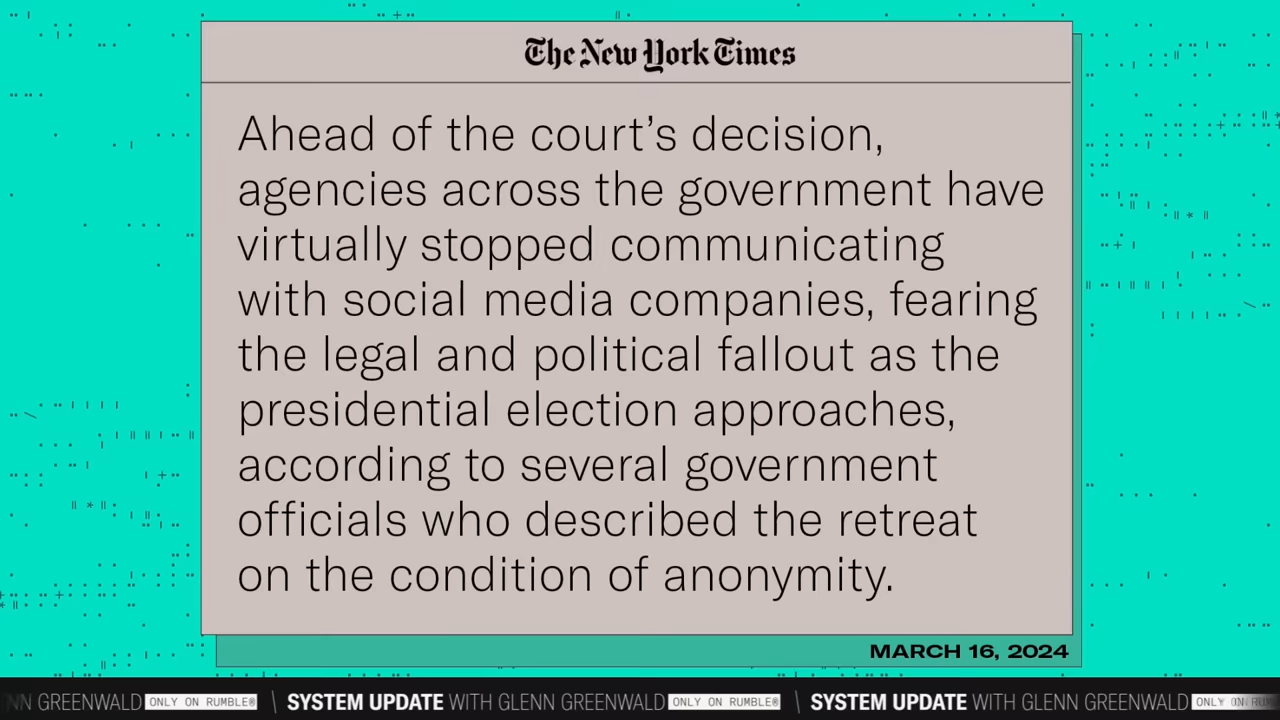 The New York Times
Ahead of the court’s decision,
agencies across the government have
virtually stopped communicating
with social media companies, fearing
the legal and political fallout as the
presidential election approaches,
according to several government
officials who described the retreat
on the condition of anonymity.
MARCH 16, 2024
GREENWALD ONLY ON RUMBLE® \ SYSTEM UPDATE WITH GLENN GREENWALD ONLY ON RUMBLE® \ SYSTEM UPDATE WITH GLENN GREENWALD ONLY ON